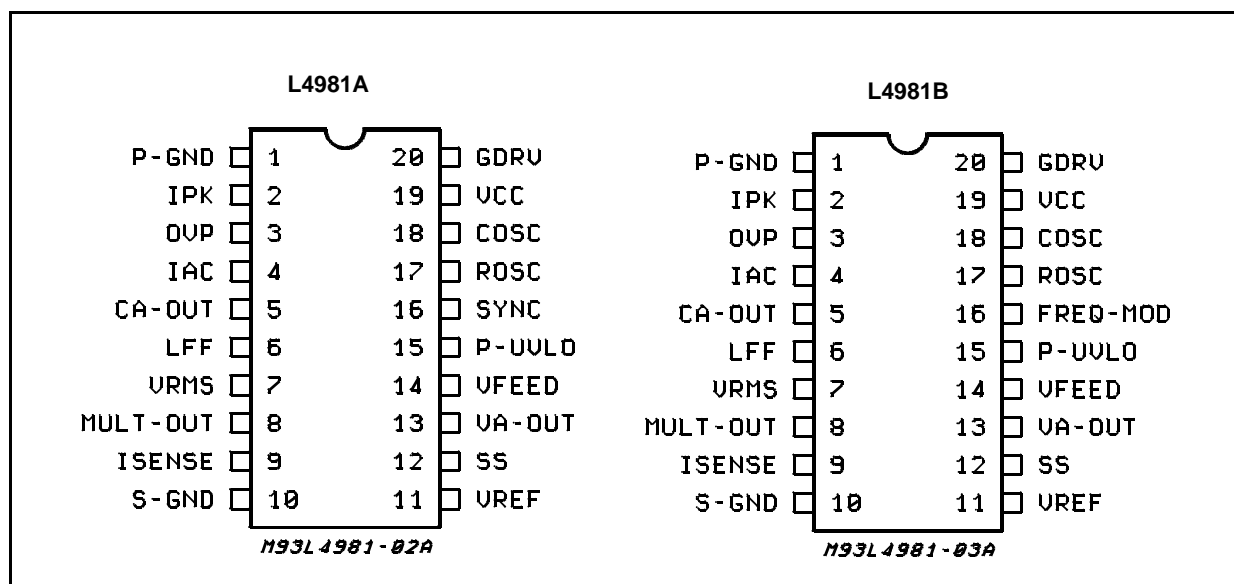 L4981A
P-GND 1 20 GDRV
IPK 2 19 VCC
OVP 3 18 COSC
IAC 4 17 ROSC
CA-OUT 5 16 SYNC
LFF 6 15 P-UVLO
VRMS 7 14 VFEED
MULT-OUT 8 13 VA-OUT
ISENSE 9 12 SS
S-GND 10 11 VREF
M93L4981-02A
L4981B
P-GND 1 20 GDRV
IPK 2 19 VCC
OVP 3 18 COSC
IAC 4 17 ROSC
CA-OUT 5 16 FREQ-MOD
LFF 6 15 P-UVLO
VRMS 7 14 VFEED
MULT-OUT 8 13 VA-OUT
ISENSE 9 12 SS
S-GND 10 11 VREF
M93L4981-03A